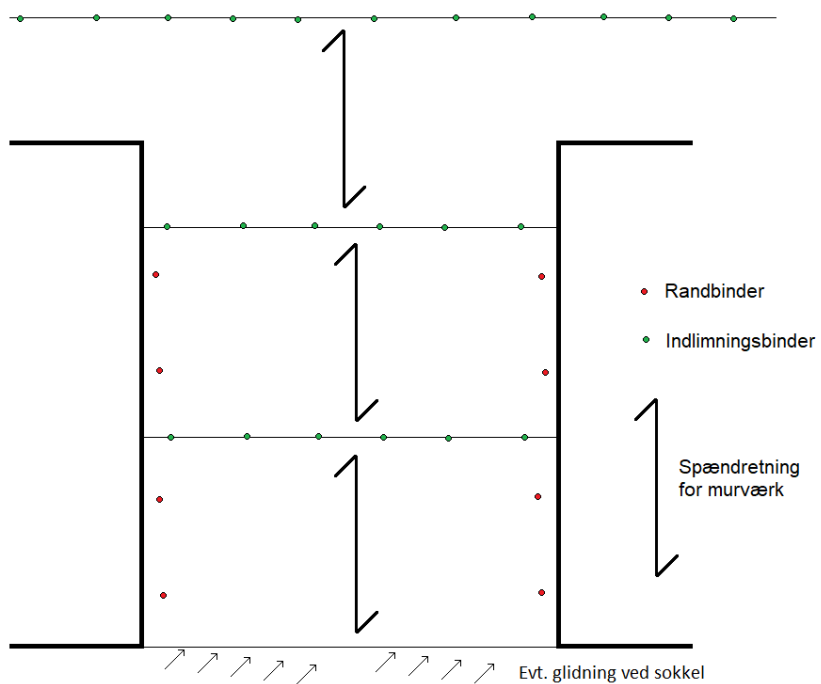 Randbinder
Indlimningsbinder
Spændretning
for murværk
Evt. glidning ved sokkel